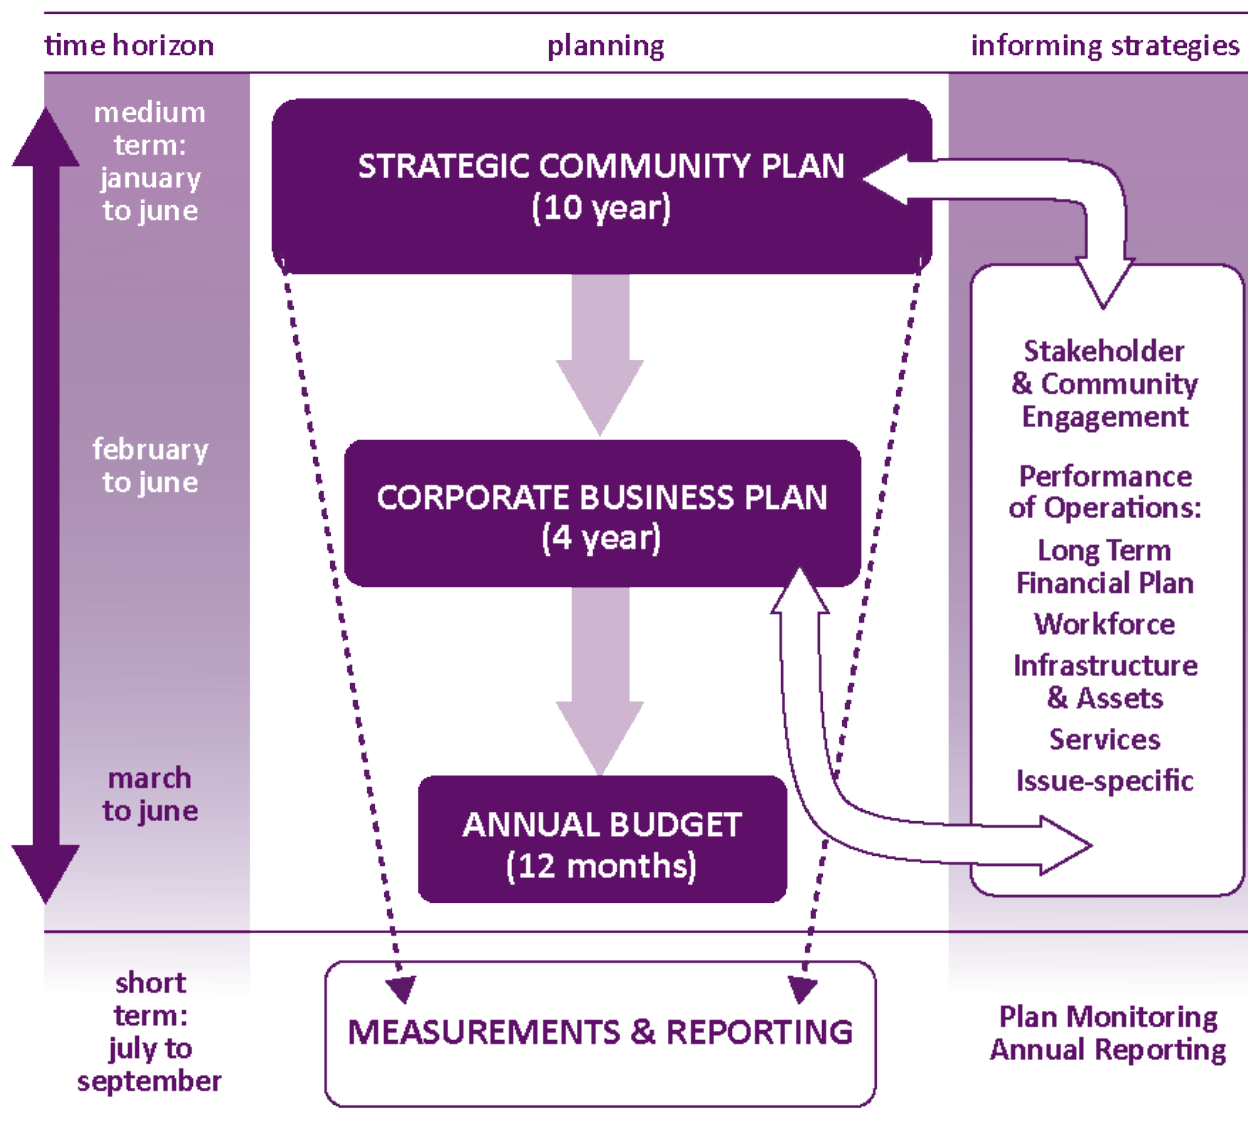 time horizon
planning
informing strategies
medium
term:
january
to june
STRATEGIC COMMUNITY PLAN
(10 year)
february
to june
CORPORATE BUSINESS PLAN
(4 year)
march
to june
ANNUAL BUDGET
(12 months)
Stakeholder
& Community
Engagement
Performance
of Operations:
Long Term
Financial Plan
Workforce
Infrastructure
& Assets
Services
Issue-specific
short
term:
july to
september
MEASUREMENTS & REPORTING
Plan Monitoring
Annual Reporting